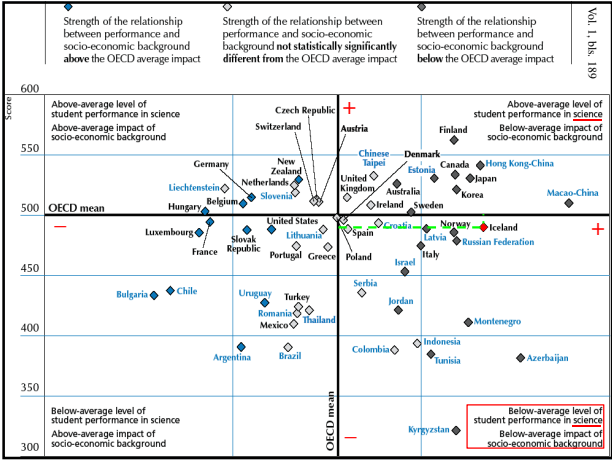 Strength of the relationship
between performance and
socio-economic background
above the OECD average impact
Strength of the relationship
between performance and socio-economic
background not statistically significantly
different from the OECD average impact
Strength of the relationship
between performance and
socio-economic background
below the OECD average impact
Vol. 1, bls. 189
Score
600
550
500
450
400
350
300
Above-average level of
student performance in science
Above-average impact of
socio-economic background
Above-average level of
student performance in science
Below-average impact of
socio-economic background
+
Czech Republic
Switzerland
Austria
Finland
Germany
New
Zealand
Chinese
Taipei
Denmark
Canada
Hong Kong-China
Estonia
Japan
Liechtenstein
Netherlands
Slovenia
United
Kingdom
Australia
Korea
Macao-China
Hungary
Belgium
Ireland
Sweden
OECD mean
–
Luxembourg
France
Slovak
Republic
United States
Lithuania
Portugal
Greece
Spain
Poland
Croatia
Latvia
Norway
Italy
Iceland
Russian Federation
+
Israel
Bulgaria
Chile
Uruguay
Turkey
Romania
Thailand
Mexico
Serbia
Jordan
Montenegro
Argentina
Brazil
Colombia
Indonesia
Tunisia
Azerbaijan
OECD mean
Kyrgyzstan
–
Below-average level of
student performance in science
Above-average impact of
socio-economic background
Below-average level of
student performance in science
Below-average impact of
socio-economic background